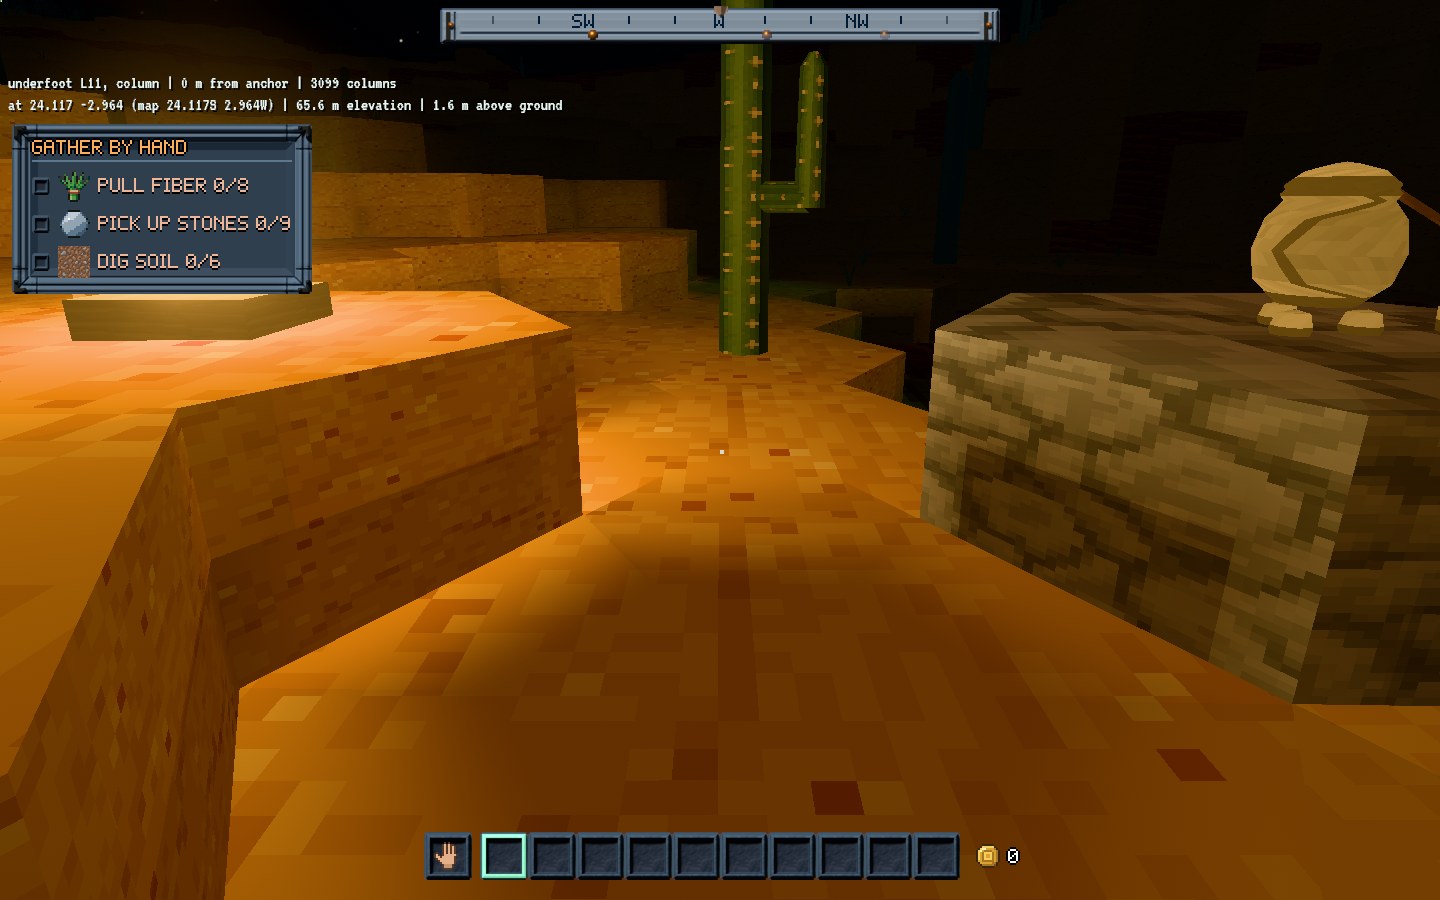 SW W NW
underfoot L11, column | 0 m from anchor | 3099 columns
at 24.117 -2.964 (map 24.117S 2.964W) | 65.6 m elevation | 1.6 m above ground
GATHER BY HAND
PULL FIBER 0/8
PICK UP STONES 0/9
DIG SOIL 0/6
0